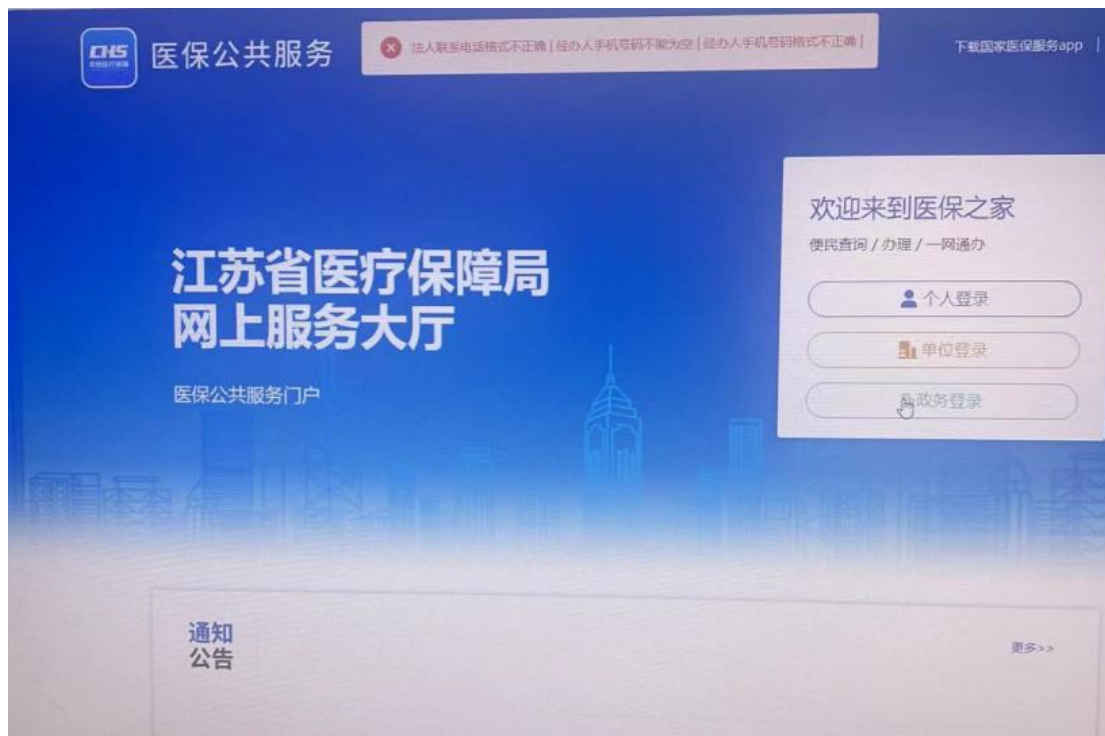 CHS
医保公共服务
法人联系电话格式不正确 | 经办人手机号码不能为空 | 经办人手机号码格式不正确 |
下载国家医保服务app |
欢迎来到医保之家
便民查询 / 办理 / 一网通办
个人登录
单位登录
政务登录
江苏省医疗保障局
网上服务大厅
医保公共服务门户
通知
公告
更多>>